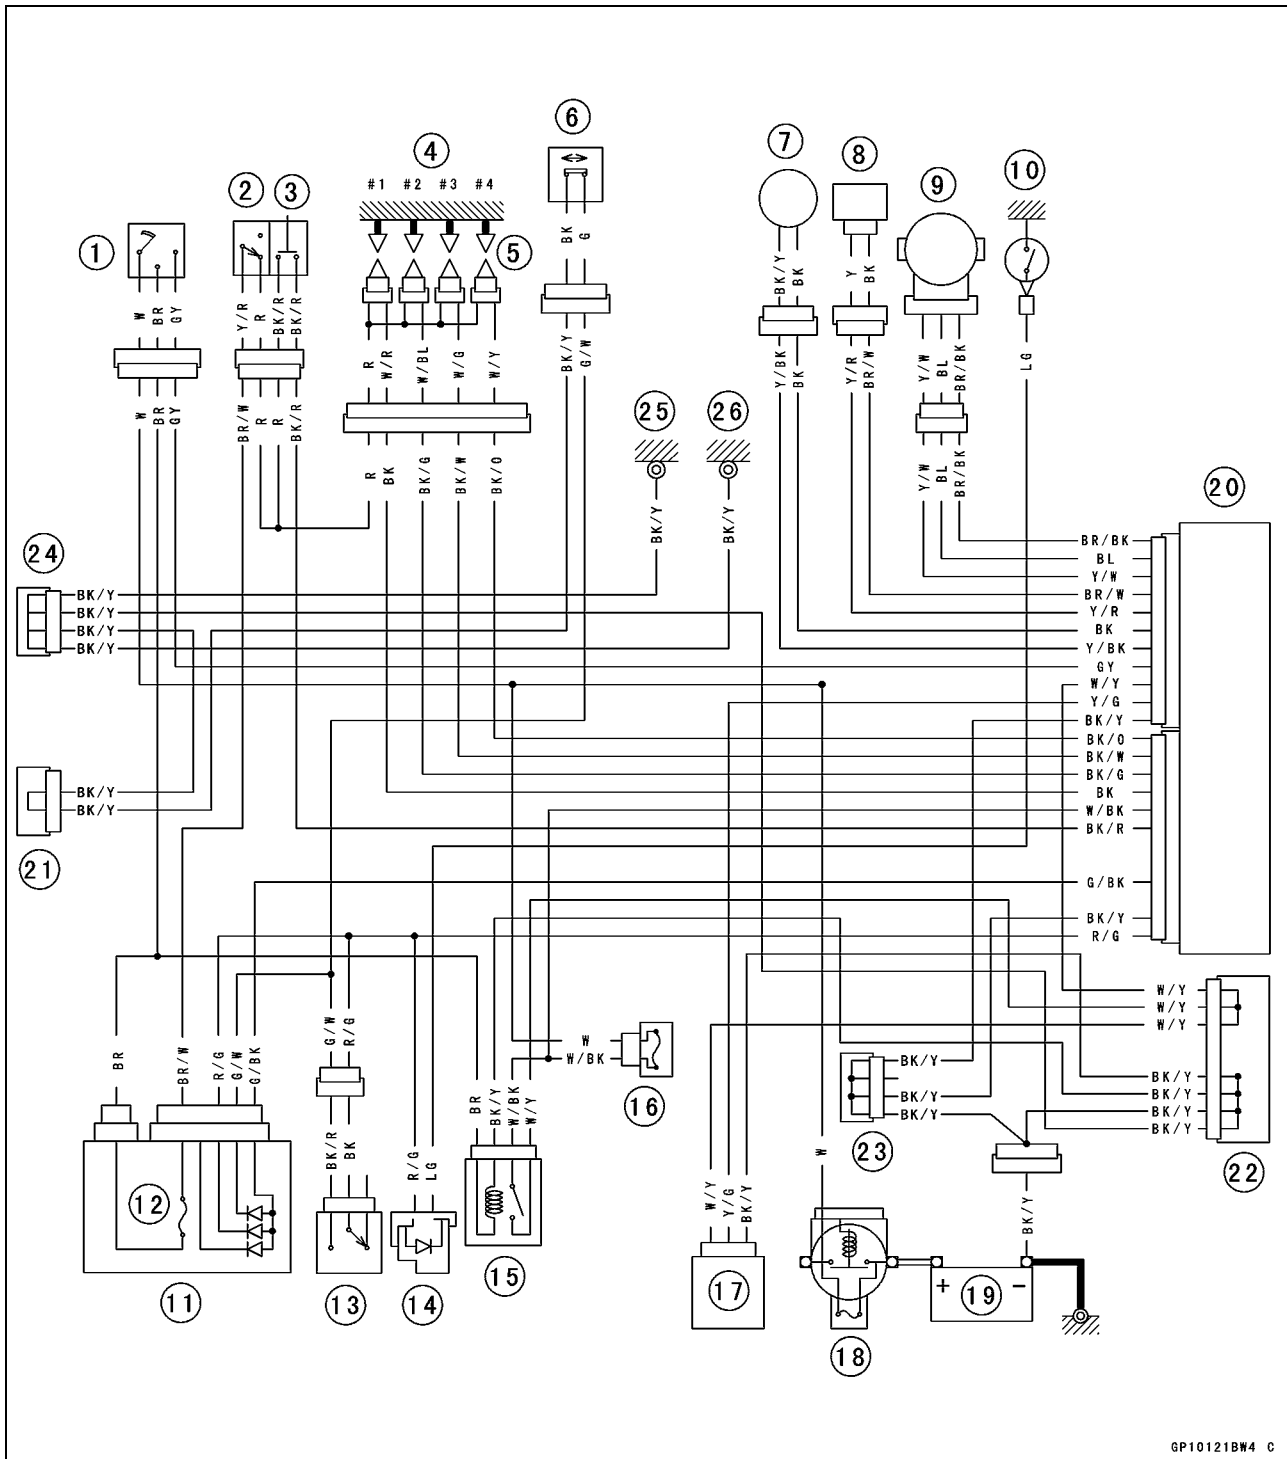 6
7
4
8
2
3
9
10
#1 #2 #3 #4
1
5
BK
G
BK/Y
BK
Y
BK
W
BR
GY
Y/R
R
BK/R
BK/R
R
W/R
W/BL
W/G
W/Y
BK/Y
G/W
Y/BK
BK
Y/R
BR/W
Y/W
BL
BR/BK
LG
W
BR
GY
BR/W
R
R
BK/R
25
26
R
BK
BK/G
BK/W
BK/O
Y/W
BL
BR/BK
20
BK/Y
BK/Y
24
BR/BK
BL
Y/W
BK/Y
BR/W
BK/Y
Y/R
BK/Y
BK
BK/Y
Y/BK
GY
W/Y
Y/G
BK/Y
BK/O
BK/W
BK/G
BK/Y
BK
BK/Y
W/BK
BK/R
21
G/BK
BK/Y
R/G
W/Y
W/Y
W/Y
BR
BR/W
R/G
G/W
G/BK
G/W
R/G
W
W/BK
BK/Y
BK/Y
BK/Y
BK/Y
BK/Y
BK/Y
BK/Y
BR
BK/Y
W/BK
W/Y
16
23
22
12
BK/R
BK
R/G
LG
W/Y
Y/G
BK/Y
W
BK/Y
11
13
14
15
17
18
+ 19 −
GP10121BW4 C